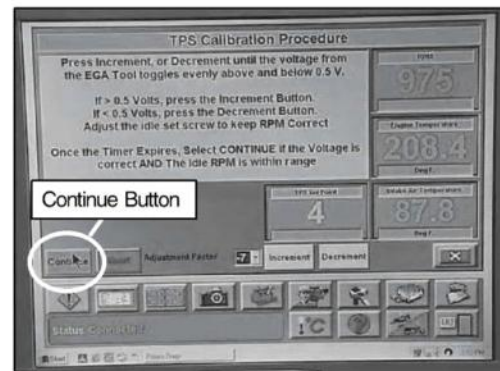 TPS Calibration Procedure
Press Increment, or Decrement until the voltage from
the EGA Tool toggles evenly above and below 0.5 V.
If > 0.5 Volts, press the Increment Button.
If < 0.5 Volts, press the Decrement Button.
Adjust the idle set screw to keep RPM Correct
Once the Timer Expires, Select CONTINUE if the Voltage is
correct AND The Idle RPM is within range
RPM
975
Engine Temperature
208.4
Deg F
Continue Button
TPS Set Point
4
Intake Air Temperature
87.8
Deg F
Continue
Adjustment Factor
Increment
Decrement
°C
Status
Start